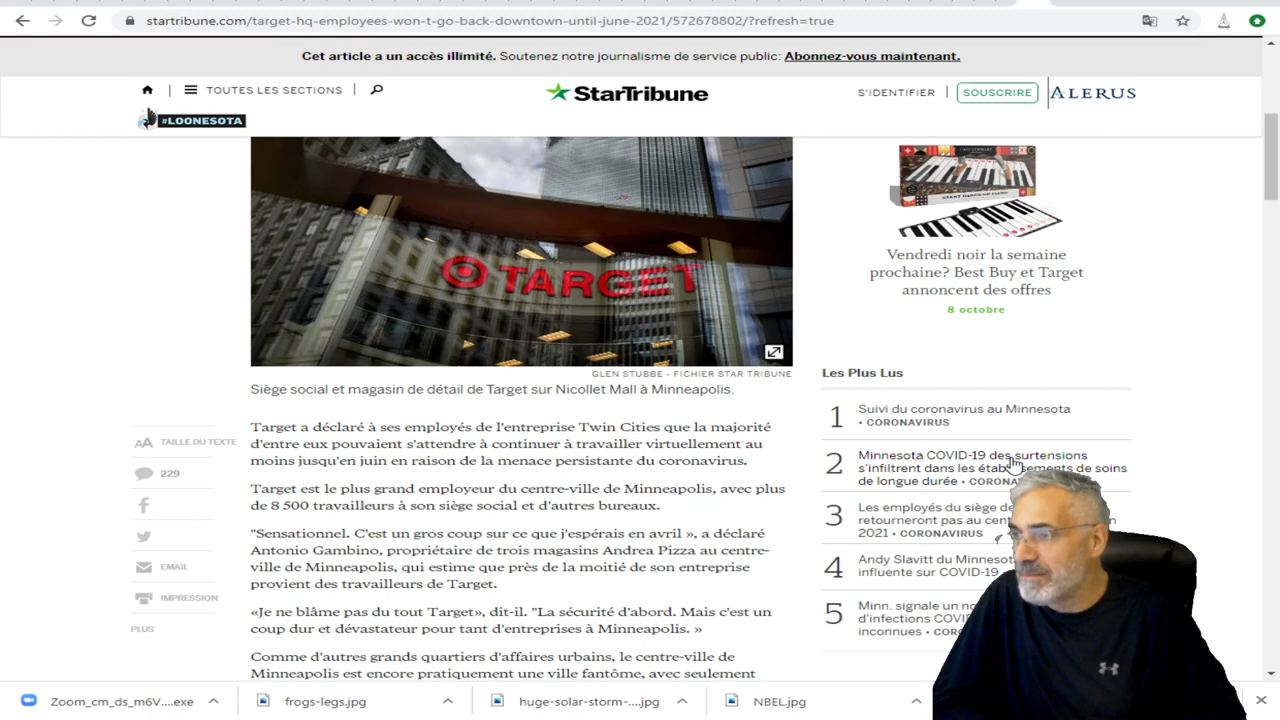 startribune.com/target-hq-employees-won-t-go-back-downtown-until-june-2021/572678802/?refresh=true
Cet article a un accès illimité. Soutenez notre journalisme de service public: Abonnez-vous maintenant.
TOUTES LES SECTIONS
StarTribune
S'IDENTIFIER
SOUSCRIRE
ALERUS
#LOONESOTA
TARGET
GLEN STUBBE - FICHIER STAR TRIBUNE
Siège social et magasin de détail de Target sur Nicollet Mall à Minneapolis.
TAILLE DU TEXTE
229
EMAIL
IMPRESSION
PLUS
Target a déclaré à ses employés de l'entreprise Twin Cities que la majorité
d'entre eux pouvaient s'attendre à continuer à travailler virtuellement au
moins jusqu'en juin en raison de la menace persistante du coronavirus.
Target est le plus grand employeur du centre-ville de Minneapolis, avec plus
de 8 500 travailleurs à son siège social et d'autres bureaux.
"Sensationnel. C'est un gros coup sur ce que j'espérais en avril », a déclaré
Antonio Gambino, propriétaire de trois magasins Andrea Pizza au centre-
ville de Minneapolis, qui estime que près de la moitié de son entreprise
provient des travailleurs de Target.
«Je ne blâme pas du tout Target», dit-il. "La sécurité d'abord. Mais c'est un
coup dur et dévastateur pour tant d'entreprises à Minneapolis. »
Comme d'autres grands quartiers d'affaires urbains, le centre-ville de
Minneapolis est encore pratiquement une ville fantôme, avec seulement
Vendredi noir la semaine
prochaine? Best Buy et Target
annoncent des offres
8 octobre
Les Plus Lus
1
Suivi du coronavirus au Minnesota
• CORONAVIRUS
2
Minnesota COVID-19 des surtensions
s'infiltrent dans les établissements de soins
de longue durée • CORONA
3
Les employés du siège de
retourneront pas au cen
2021 • CORONAVIRUS
4
Andy Slavitt du Minnesot
influente sur COVID-19
5
Minn. signale un no
d'infections COVI
inconnues • COR
Zoom_cm_ds_m6V....exe
frogs-legs.jpg
huge-solar-storm-....jpg
NBEL.jpg